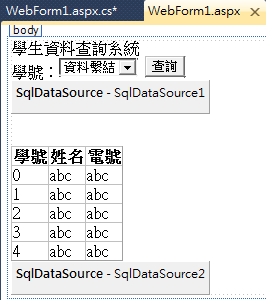 WebForm1.aspx.cs* WebForm1.aspx ×
body
學生資料查詢系統
學號：資料繫結 查詢
SqlDataSource - SqlDataSource1
學號 姓名 電號
0 abc abc
1 abc abc
2 abc abc
3 abc abc
4 abc abc
SqlDataSource - SqlDataSource2